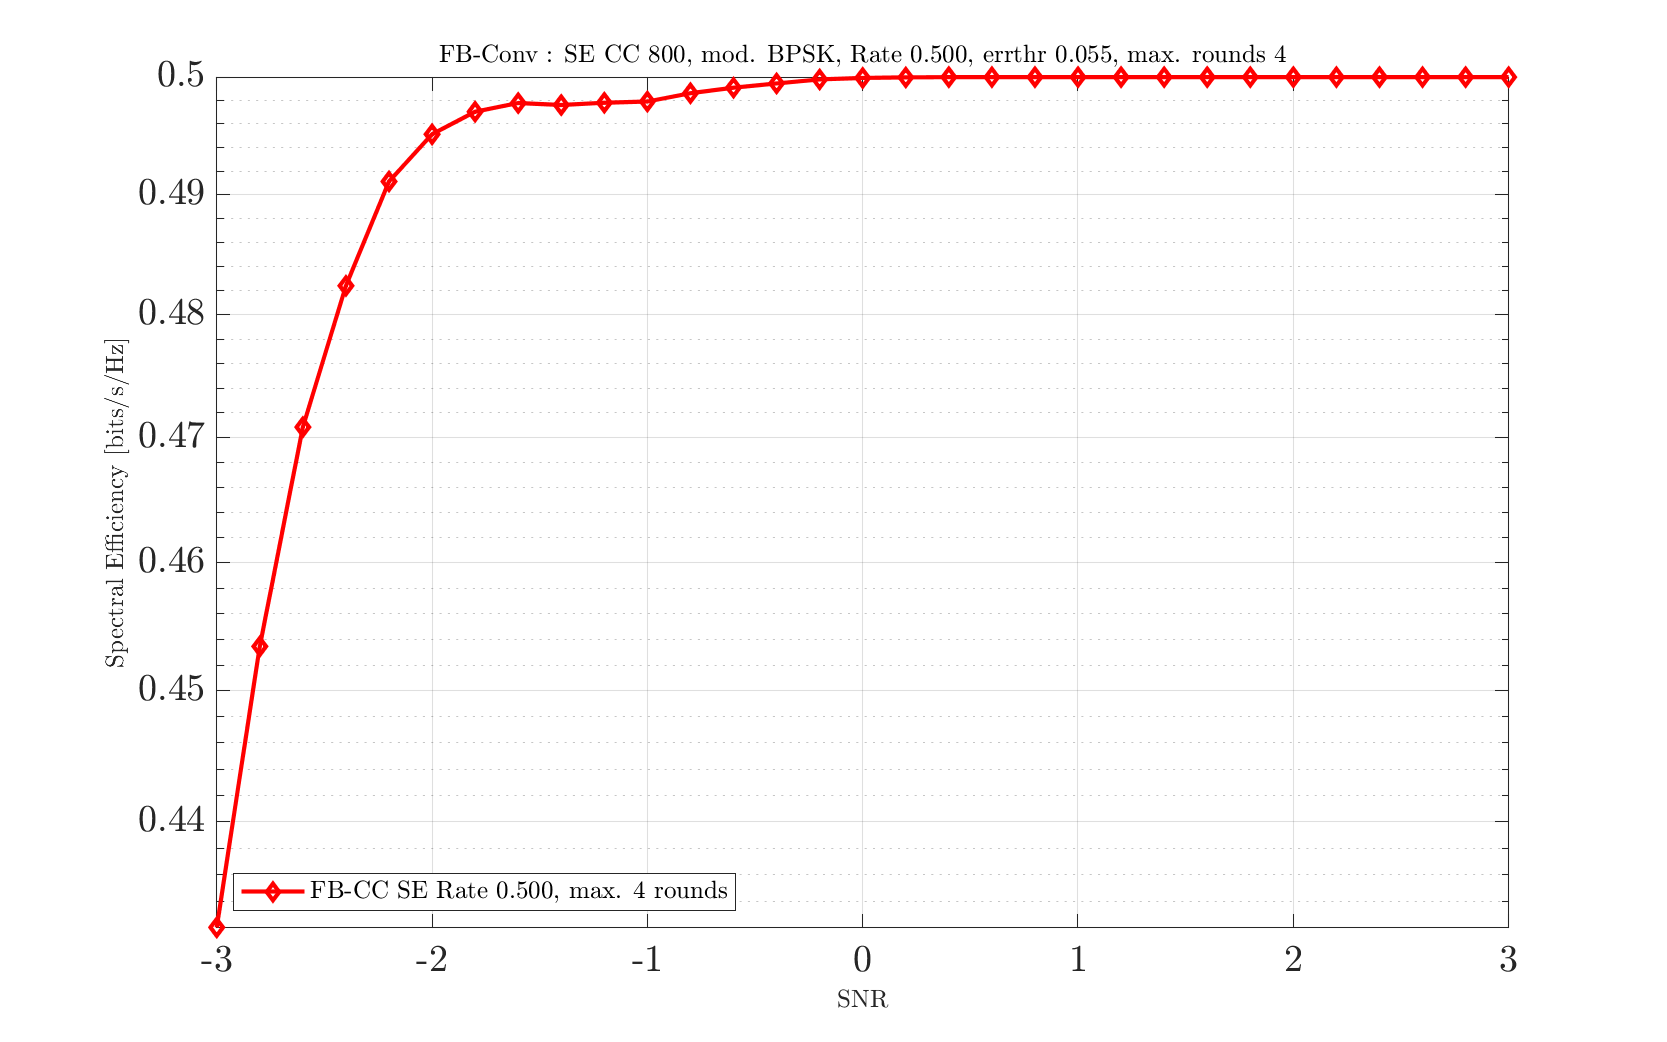 FB-Conv : SE CC 800, mod. BPSK, Rate 0.500, errthr 0.055, max. rounds 4
0.5
0.49
0.48
0.47
0.46
0.45
0.44
Spectral Efficiency [bits/s/Hz]
FB-CC SE Rate 0.500, max. 4 rounds
-3 -2 -1 0 1 2 3
SNR